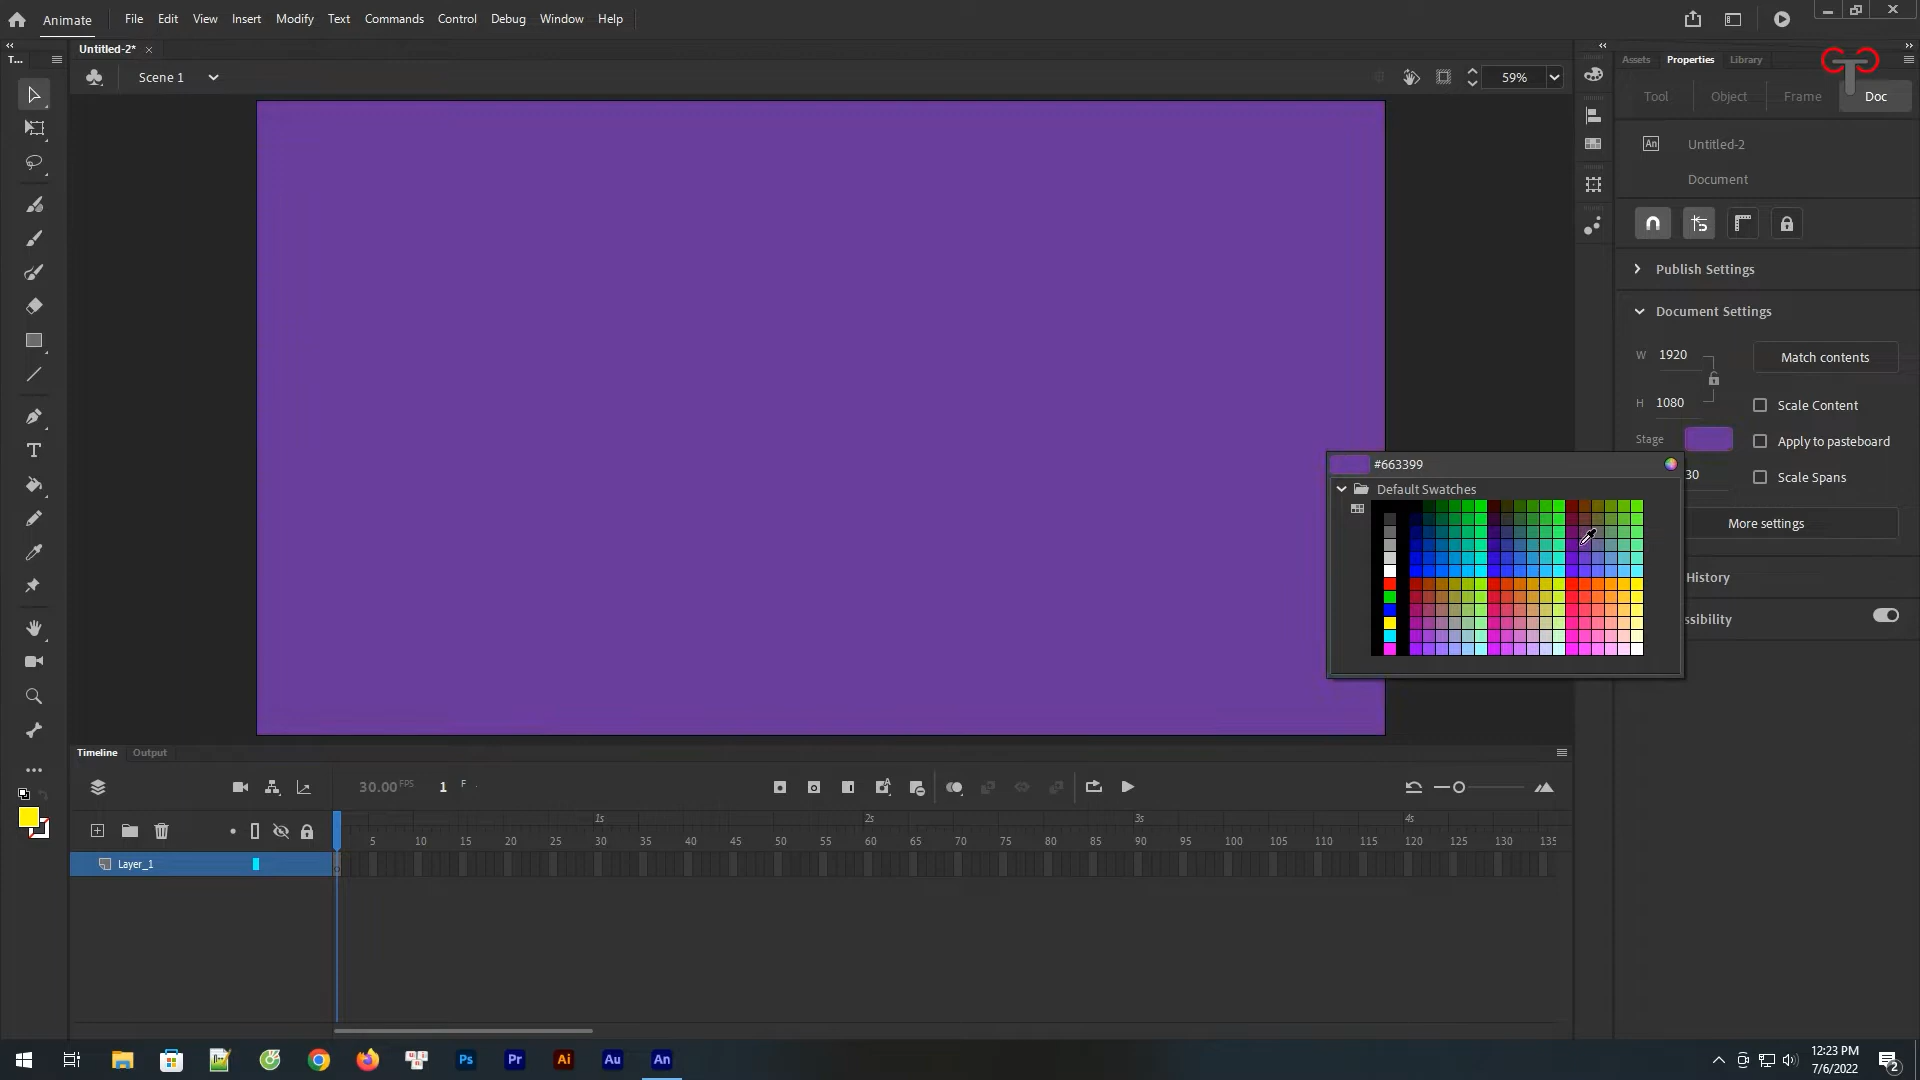 Animate File Edit View Insert Modify Text Commands Control Debug Window Help
T...
Untitled-2*
Scene 1
59%
Assets Properties Library
Tool Object Frame Doc
An Untitled-2
Document
Publish Settings
Document Settings
W 1920 Match contents
H 1080 Scale Content
Stage Apply to pasteboard
30 Scale Spans
More settings
History
ssibility
#663399
Default Swatches
Timeline Output
30.00 FPS 1 F
1s 2s 3s 4s
5 10 15 20 25 30 35 40 45 50 55 60 65 70 75 80 85 90 95 100 105 110 115 120 125 130 135
Layer_1
Ps Pr Ai Au An
12:23 PM
7/6/2022
2